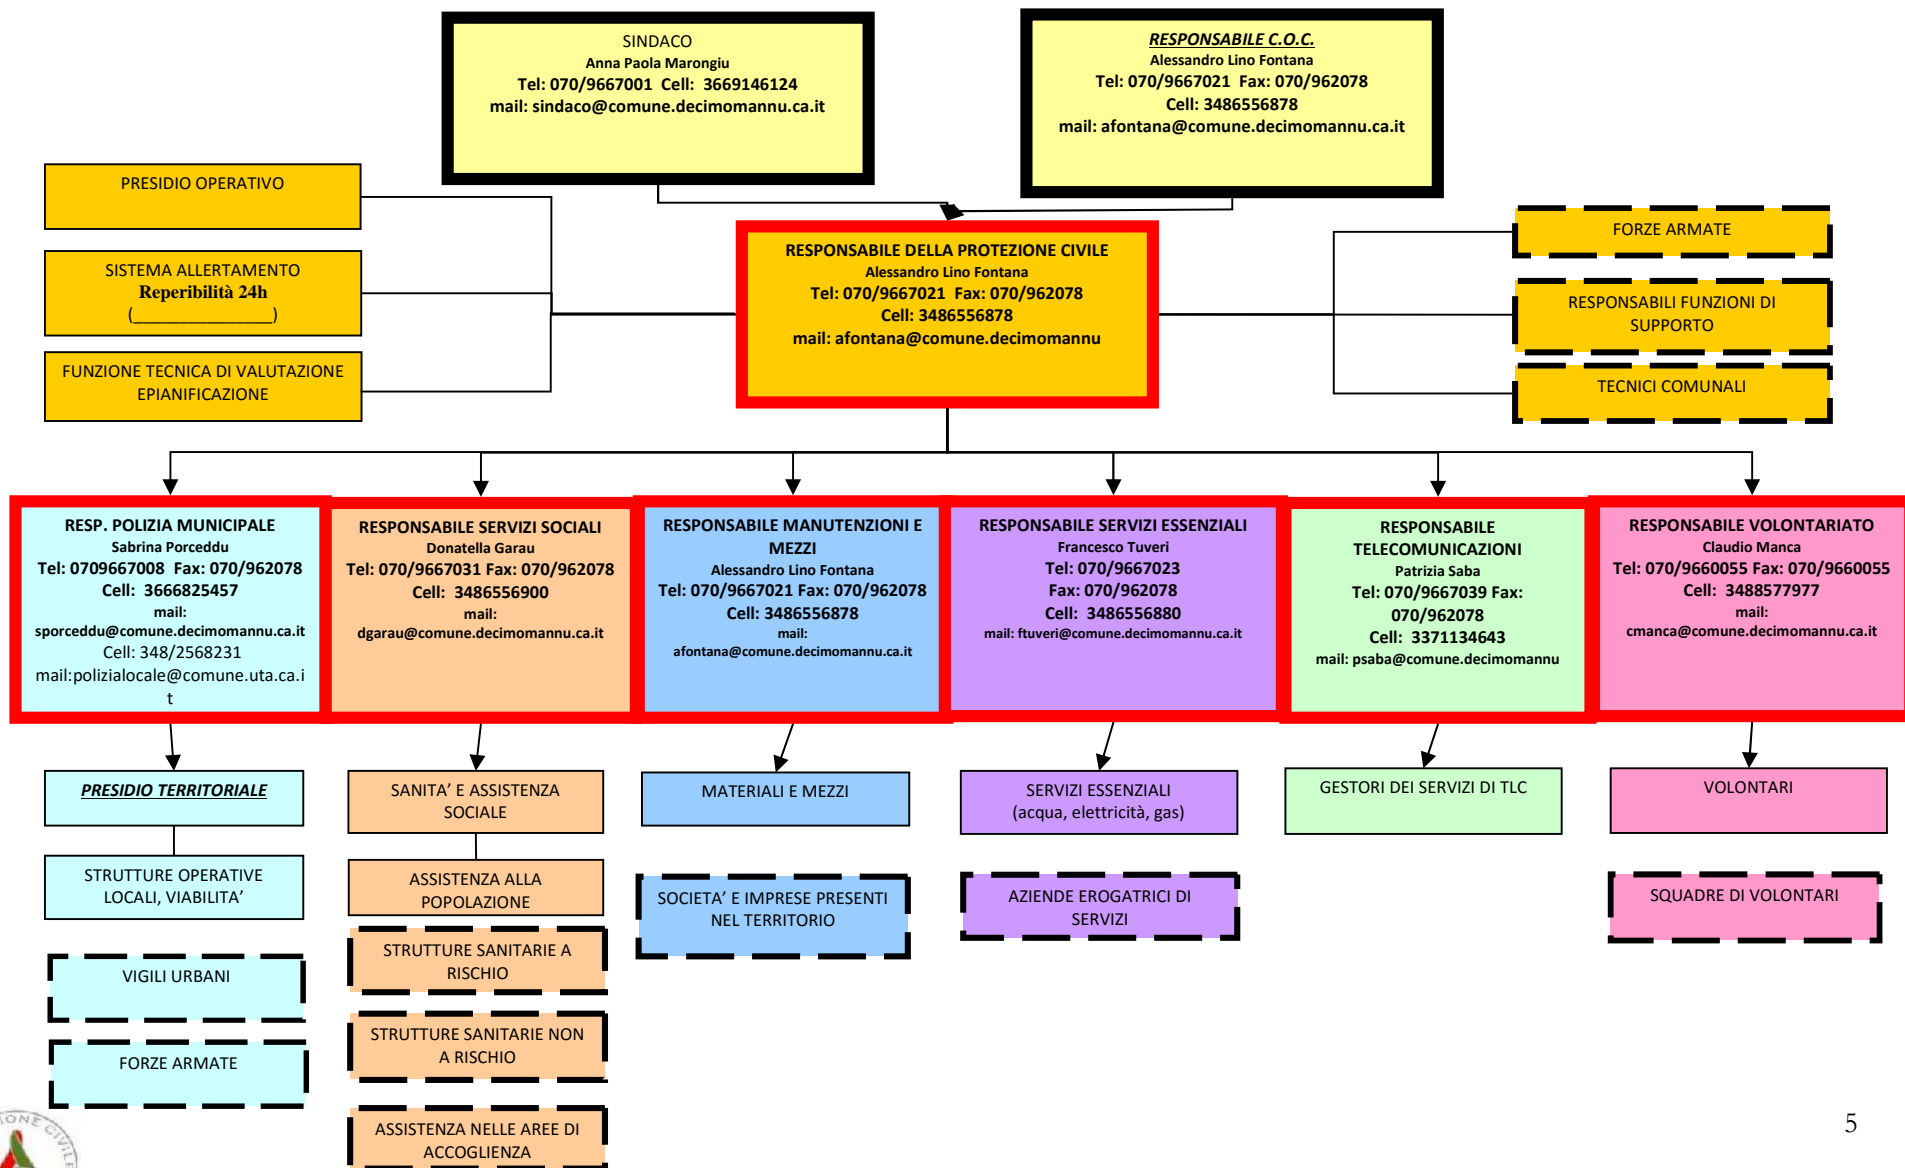 SINDACO
Anna Paola Marongiu
Tel: 070/9667001  Cell:  3669146124
mail: sindaco@comune.decimomannu.ca.it
RESPONSABILE C.O.C.
Alessandro Lino Fontana
Tel: 070/9667021  Fax: 070/962078
Cell: 3486556878
mail: afontana@comune.decimomannu.ca.it
PRESIDIO OPERATIVO
SISTEMA ALLERTAMENTO
Reperibilità 24h
(_______________)
FUNZIONE TECNICA DI VALUTAZIONE
EPIANIFICAZIONE
RESPONSABILE DELLA PROTEZIONE CIVILE
Alessandro Lino Fontana
Tel: 070/9667021  Fax: 070/962078
Cell: 3486556878
mail: afontana@comune.decimomannu
FORZE ARMATE
RESPONSABILI FUNZIONI DI
SUPPORTO
TECNICI COMUNALI
RESP. POLIZIA MUNICIPALE
Sabrina Porceddu
Tel: 0709667008  Fax: 070/962078
Cell:  3666825457
mail:
sporceddu@comune.decimomannu.ca.it
Cell: 348/2568231
mail:polizialocale@comune.uta.ca.i
t
RESPONSABILE SERVIZI SOCIALI
Donatella Garau
Tel: 070/9667031 Fax: 070/962078
Cell:  3486556900
mail:
dgarau@comune.decimomannu.ca.it
RESPONSABILE MANUTENZIONI E
MEZZI
Alessandro Lino Fontana
Tel: 070/9667021 Fax: 070/962078
Cell: 3486556878
mail:
afontana@comune.decimomannu.ca.it
RESPONSABILE SERVIZI ESSENZIALI
Francesco Tuveri
Tel: 070/9667023
Fax: 070/962078
Cell:  3486556880
mail: ftuveri@comune.decimomannu.ca.it
RESPONSABILE
TELECOMUNICAZIONI
Patrizia Saba
Tel: 070/9667039 Fax:
070/962078
Cell:  3371134643
mail: psaba@comune.decimomannu
RESPONSABILE VOLONTARIATO
Claudio Manca
Tel: 070/9660055 Fax: 070/9660055
Cell:  3488577977
mail:
cmanca@comune.decimomannu.ca.it
PRESIDIO TERRITORIALE
STRUTTURE OPERATIVE
LOCALI, VIABILITA’
VIGILI URBANI
FORZE ARMATE
SANITA’ E ASSISTENZA
SOCIALE
ASSISTENZA ALLA
POPOLAZIONE
STRUTTURE SANITARIE A
RISCHIO
STRUTTURE SANITARIE NON
A RISCHIO
ASSISTENZA NELLE AREE DI
ACCOGLIENZA
MATERIALI E MEZZI
SOCIETA’ E IMPRESE PRESENTI
NEL TERRITORIO
SERVIZI ESSENZIALI
(acqua, elettricità, gas)
AZIENDE EROGATRICI DI
SERVIZI
GESTORI DEI SERVIZI DI TLC
VOLONTARI
SQUADRE DI VOLONTARI
IONE CIVILE
5